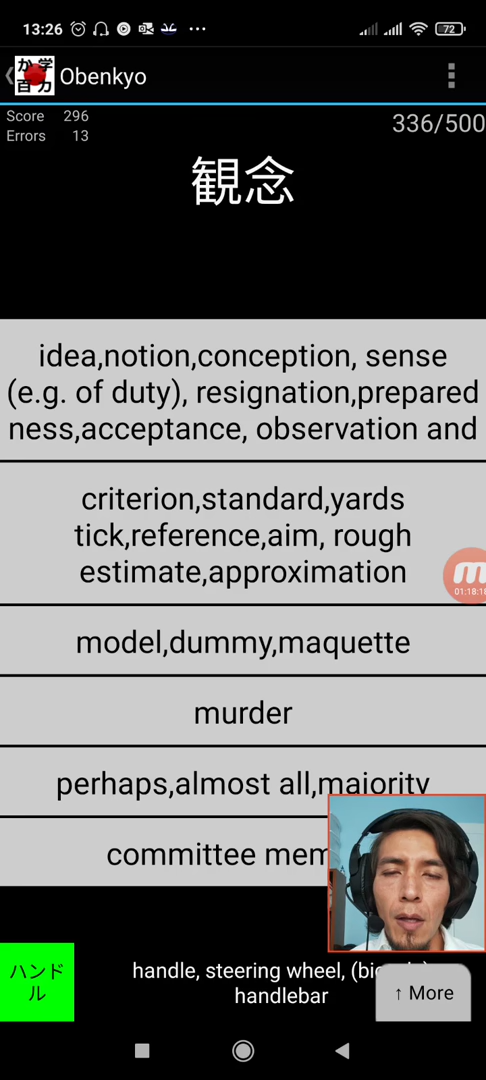 13:26 72
Obenkyo
Score 296
Errors 13
336/500
観念
idea,notion,conception, sense
(e.g. of duty), resignation,prepared
ness,acceptance, observation and
criterion,standard,yards
tick,reference,aim, rough
estimate,approximation
01:18:18
model,dummy,maquette
murder
perhaps,almost all,majority
committee mem
ハンド
ル
handle, steering wheel, (bi
handlebar
↑ More